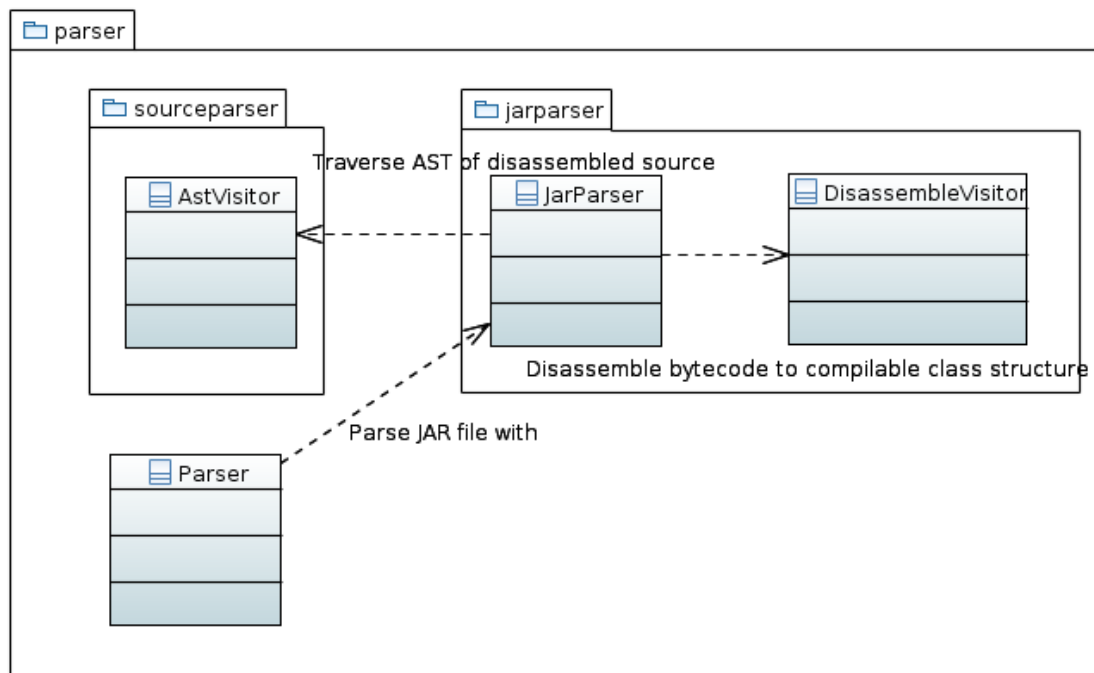 parser
sourceparser
jarparser
Traverse AST of disassembled source
AstVisitor
JarParser
DisassembleVisitor
Disassemble bytecode to compilable class structure
Parse JAR file with
Parser